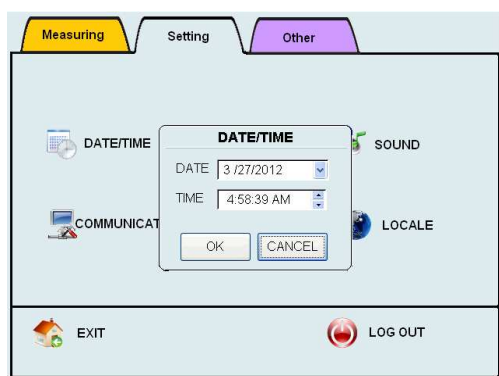 Measuring
Setting
Other
DATE/TIME
SOUND
DATE/TIME
DATE 3 /27/2012
TIME 4:58:39 AM
COMMUNICAT
LOCALE
OK CANCEL
EXIT
LOG OUT